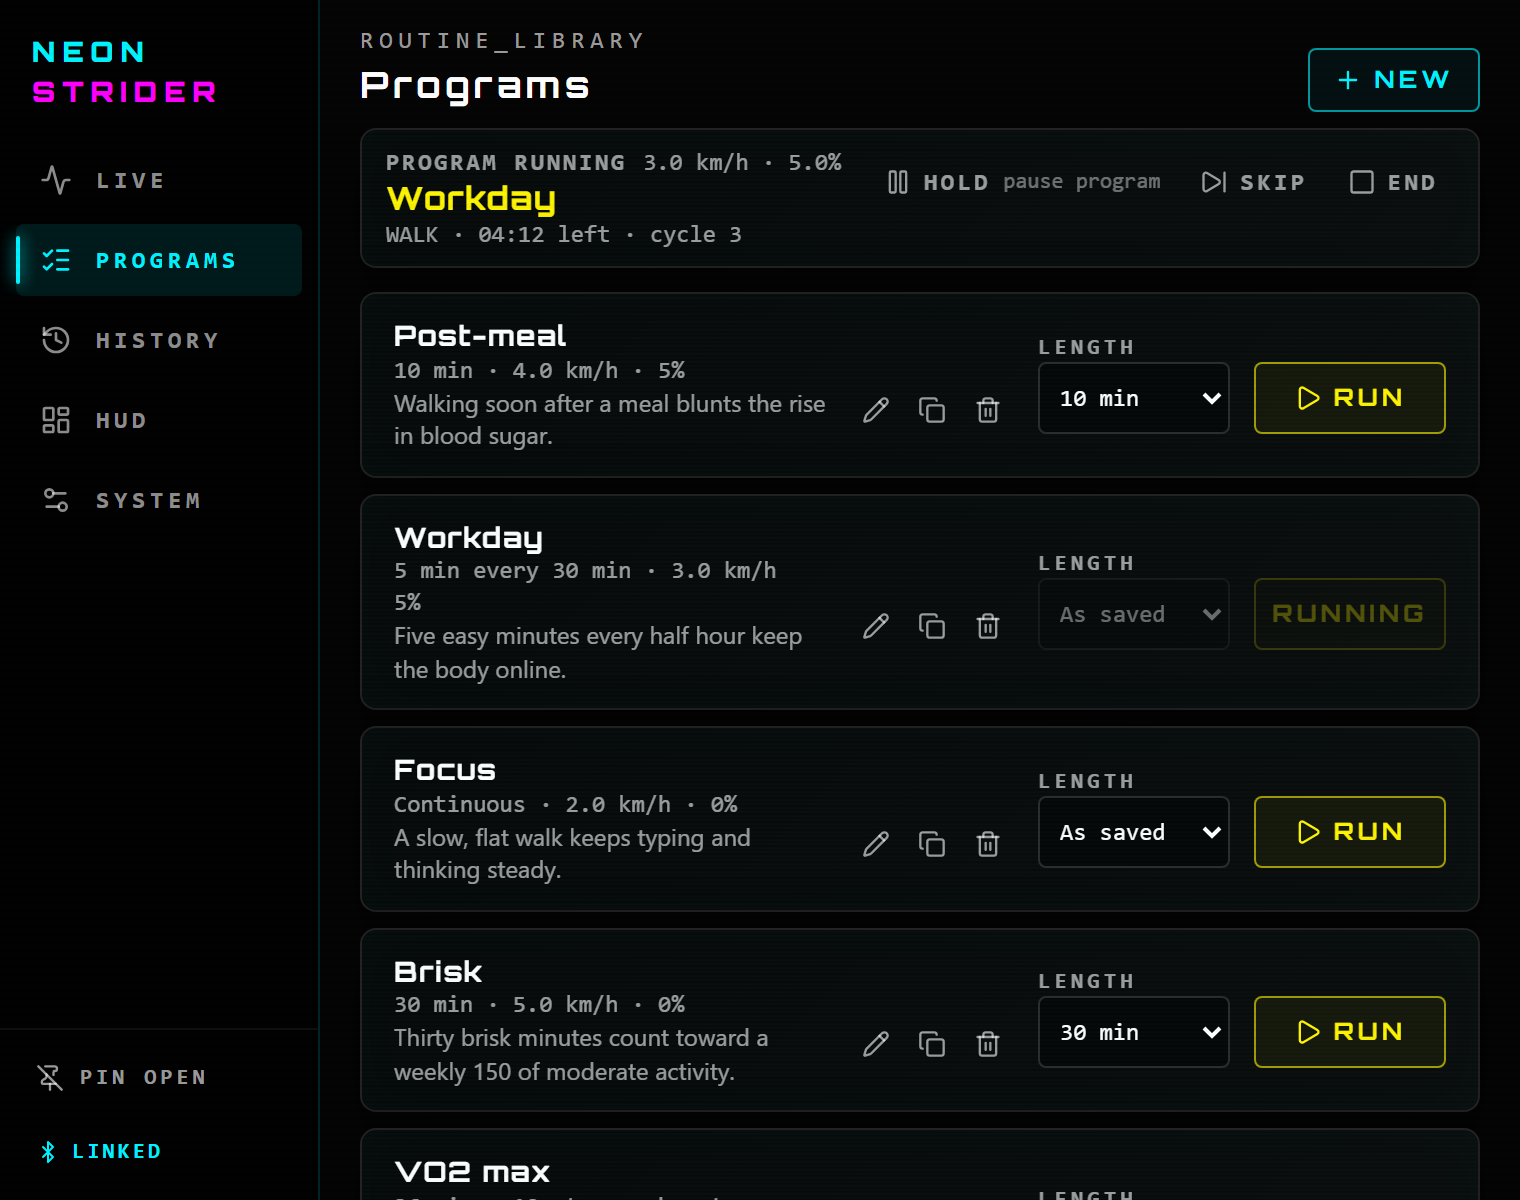 NEON
STRIDER
LIVE
PROGRAMS
HISTORY
HUD
SYSTEM
PIN OPEN
LINKED
ROUTINE_LIBRARY
Programs
+ NEW
PROGRAM RUNNING 3.0 km/h · 5.0%
Workday
WALK · 04:12 left · cycle 3
HOLD pause program
SKIP
END
Post-meal
10 min · 4.0 km/h · 5%
Walking soon after a meal blunts the rise
in blood sugar.
LENGTH
10 min
RUN
Workday
5 min every 30 min · 3.0 km/h
5%
Five easy minutes every half hour keep
the body online.
LENGTH
As saved
RUNNING
Focus
Continuous · 2.0 km/h · 0%
A slow, flat walk keeps typing and
thinking steady.
LENGTH
As saved
RUN
Brisk
30 min · 5.0 km/h · 0%
Thirty brisk minutes count toward a
weekly 150 of moderate activity.
LENGTH
30 min
RUN
VO2 max
LENGTH